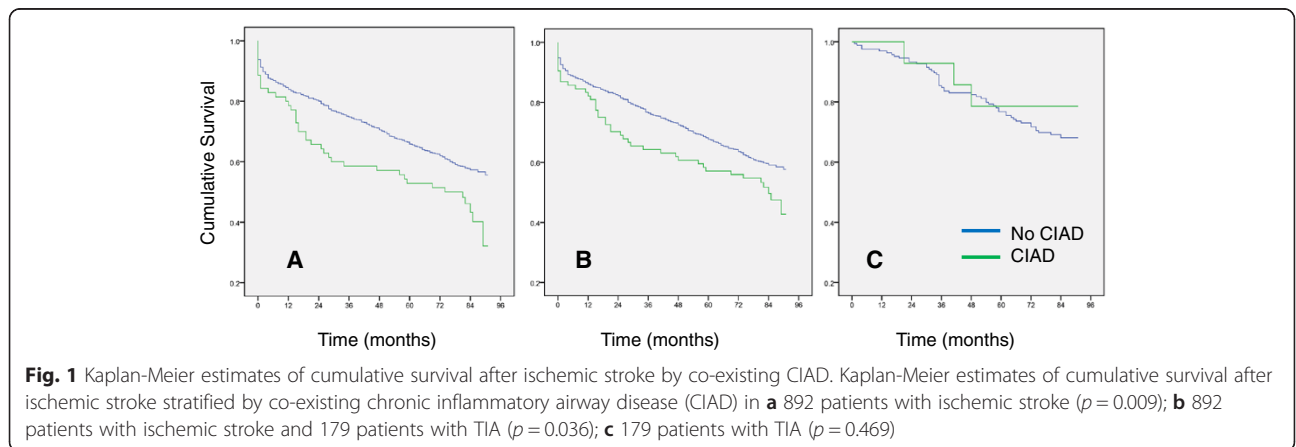 1.0
0.8
0.6
0.4
0.2
0 12 24 36 48 60 72 84 96
Cumulative Survival
A
Time (months)
1.0
0.8
0.6
0.4
0.2
0 12 24 36 48 60 72 84 96
B
Time (months)
1.0
0.8
0.6
0.4
0.2
0 12 24 36 48 60 72 84 96
No CIAD
CIAD
C
Time (months)
Fig. 1 Kaplan-Meier estimates of cumulative survival after ischemic stroke by co-existing CIAD. Kaplan-Meier estimates of cumulative survival after
ischemic stroke stratified by co-existing chronic inflammatory airway disease (CIAD) in a 892 patients with ischemic stroke (p = 0.009); b 892
patients with ischemic stroke and 179 patients with TIA (p = 0.036); c 179 patients with TIA (p = 0.469)